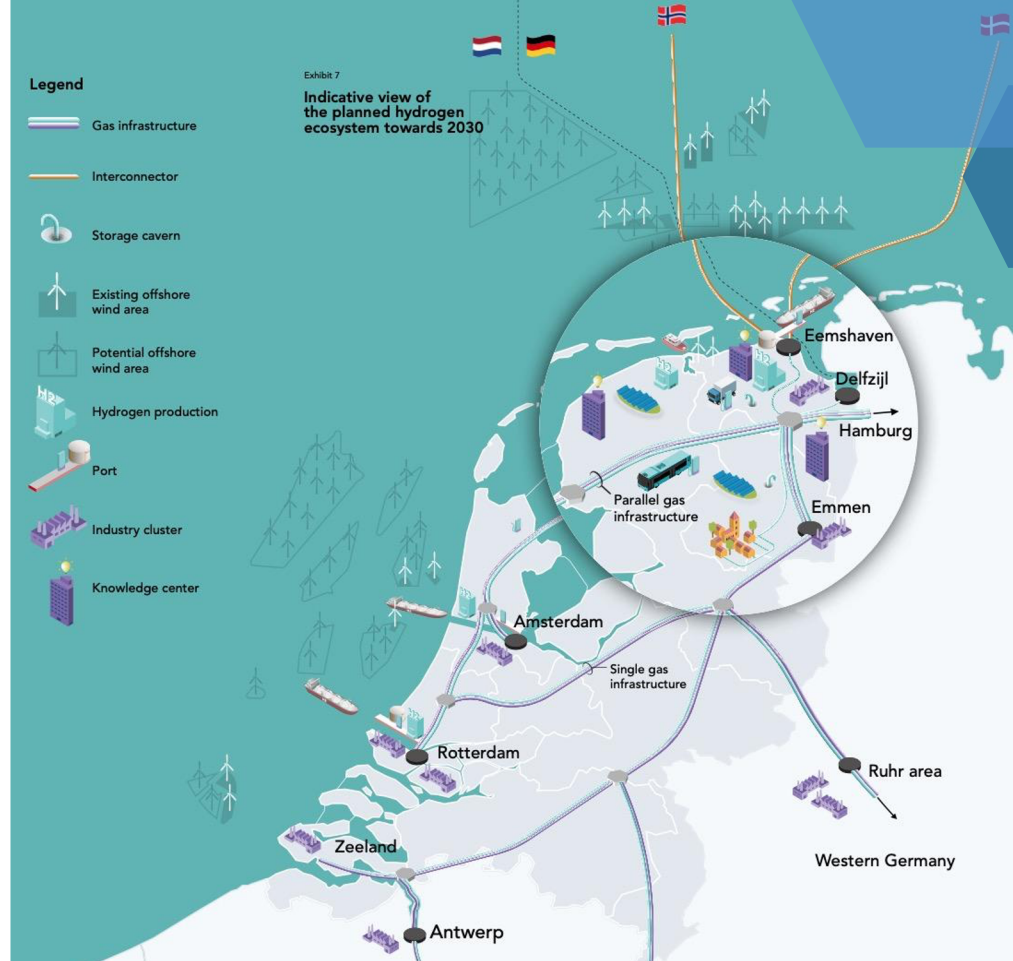 Exhibit 7
Indicative view of
the planned hydrogen
ecosystem towards 2030
Legend
Gas infrastructure
Interconnector
Storage cavern
Existing offshore
wind area
Potential offshore
wind area
H2
Hydrogen production
Port
Industry cluster
Knowledge center
Eemshaven
Delfzijl
Hamburg
Parallel gas
infrastructure
Emmen
Amsterdam
Single gas
infrastructure
Rotterdam
Ruhr area
Zeeland
Western Germany
Antwerp